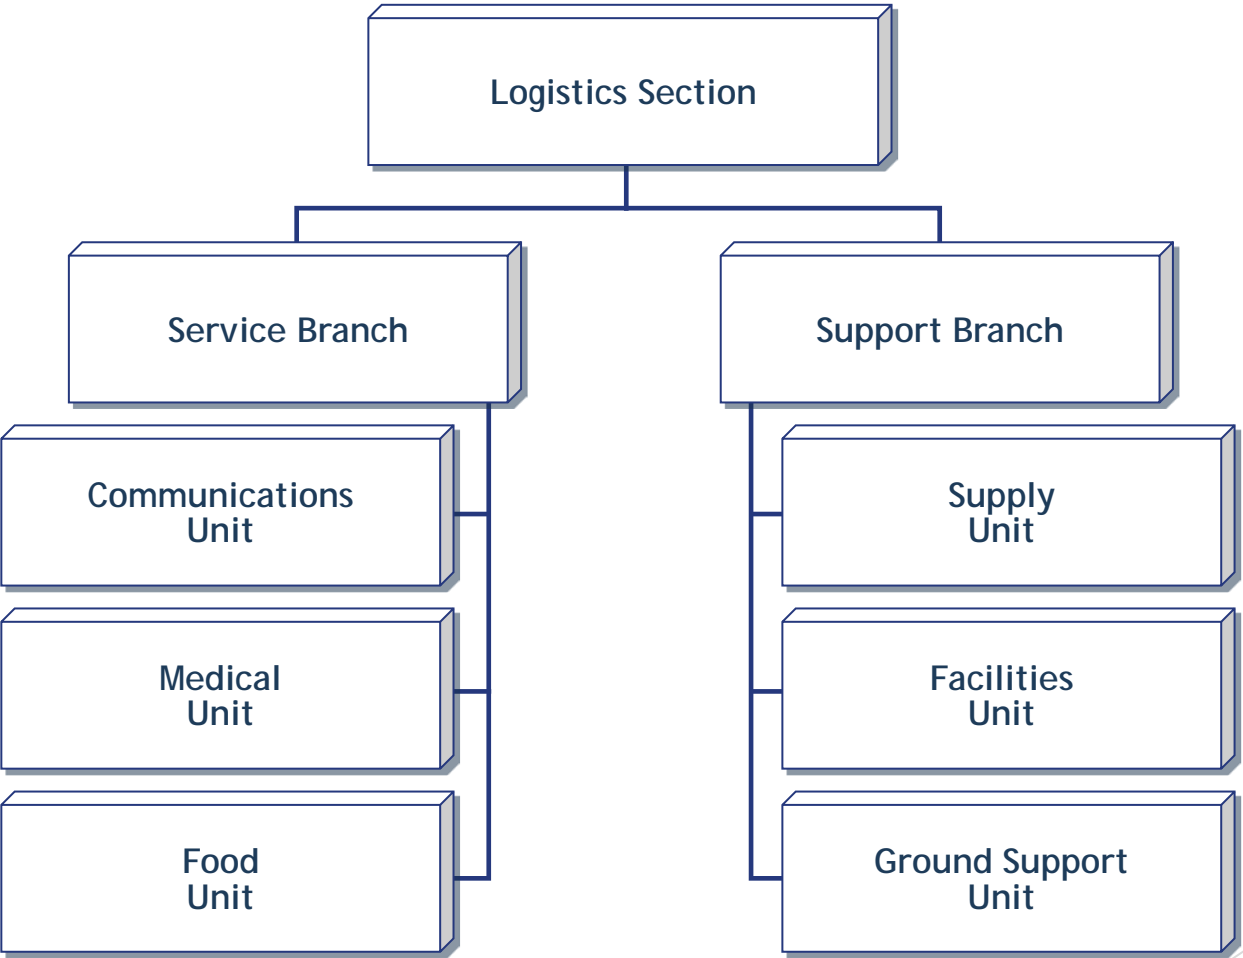 Logistics Section
Service Branch
Support Branch
Communications
Unit
Supply
Unit
Medical
Unit
Facilities
Unit
Food
Unit
Ground Support
Unit